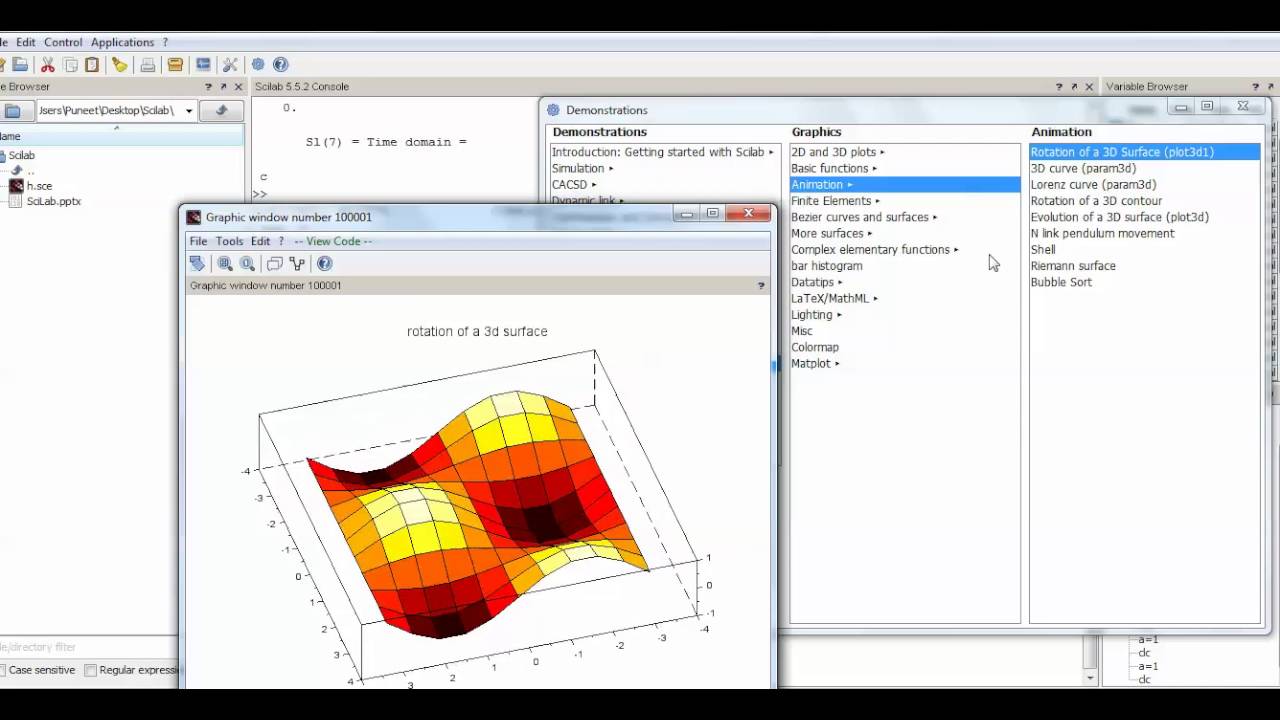 le Edit Control Applications ?
e Browser ? ↗ ✕
Scilab 5.5.2 Console ? ↗ ✕
Variable Browser ? ↗
Jsers\Puneet\Desktop\Scilab\
ame
Scilab
..
h.sce
SciLab.pptx
0.
Sl(7) = Time domain =
c
>>
Demonstrations
Demonstrations
Introduction: Getting started with Scilab
Simulation
CACSD
Dynamic link
Graphics
2D and 3D plots
Basic functions
Animation
Finite Elements
Bezier curves and surfaces
More surfaces
Complex elementary functions
bar histogram
Datatips
LaTeX/MathML
Lighting
Misc
Colormap
Matplot
Animation
Rotation of a 3D Surface (plot3d1)
3D curve (param3d)
Lorenz curve (param3d)
Rotation of a 3D contour
Evolution of a 3D surface (plot3d)
N link pendulum movement
Shell
Riemann surface
Bubble Sort
Graphic window number 100001
File Tools Edit ? -- View Code --
Graphic window number 100001 ?
rotation of a 3d surface
-4
-3
-2
-1
0
1
2
3
4
3
2
1
0
-1
-2
-3
-4
1
0
-1
le/directory filter
Case sensitive Regular expressi
a=1
dc
a=1
dc